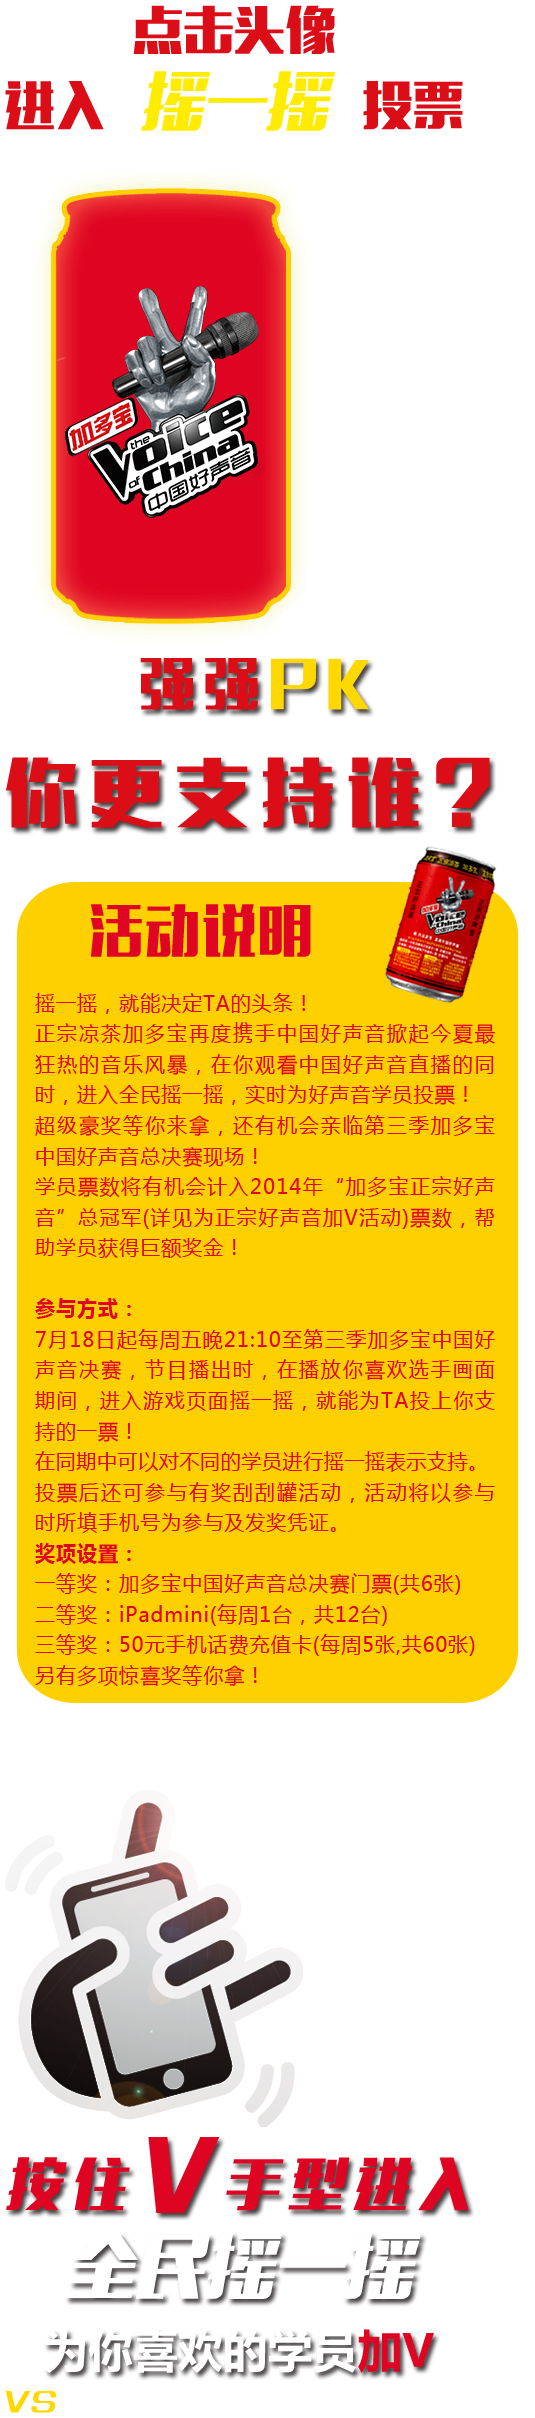 点击头像
进入 摇一摇 投票
加多宝
the
Voice
of China
中国好声音
强强PK
你更支持谁?
活动说明
摇一摇，就能决定TA的头条！
正宗凉茶加多宝再度携手中国好声音掀起今夏最
狂热的音乐风暴，在你观看中国好声音直播的同
时，进入全民摇一摇，实时为好声音学员投票！
超级豪奖等你来拿，还有机会亲临第三季加多宝
中国好声音总决赛现场！
学员票数将有机会计入2014年“加多宝正宗好声
音”总冠军(详见为正宗好声音加V活动)票数，帮
助学员获得巨额奖金！
参与方式：
7月18日起每周五晚21:10至第三季加多宝中国好
声音决赛，节目播出时，在播放你喜欢选手画面
期间，进入游戏页面摇一摇，就能为TA投上你支
持的一票！
在同期中可以对不同的学员进行摇一摇表示支持。
投票后还可参与有奖刮刮罐活动，活动将以参与
时所填手机号为参与及发奖凭证。
奖项设置：
一等奖：加多宝中国好声音总决赛门票(共6张)
二等奖：iPadmini(每周1台，共12台)
三等奖：50元手机话费充值卡(每周5张,共60张)
另有多项惊喜奖等你拿！
按住V手型进入
全民摇一摇
为你喜欢的学员加V
VS